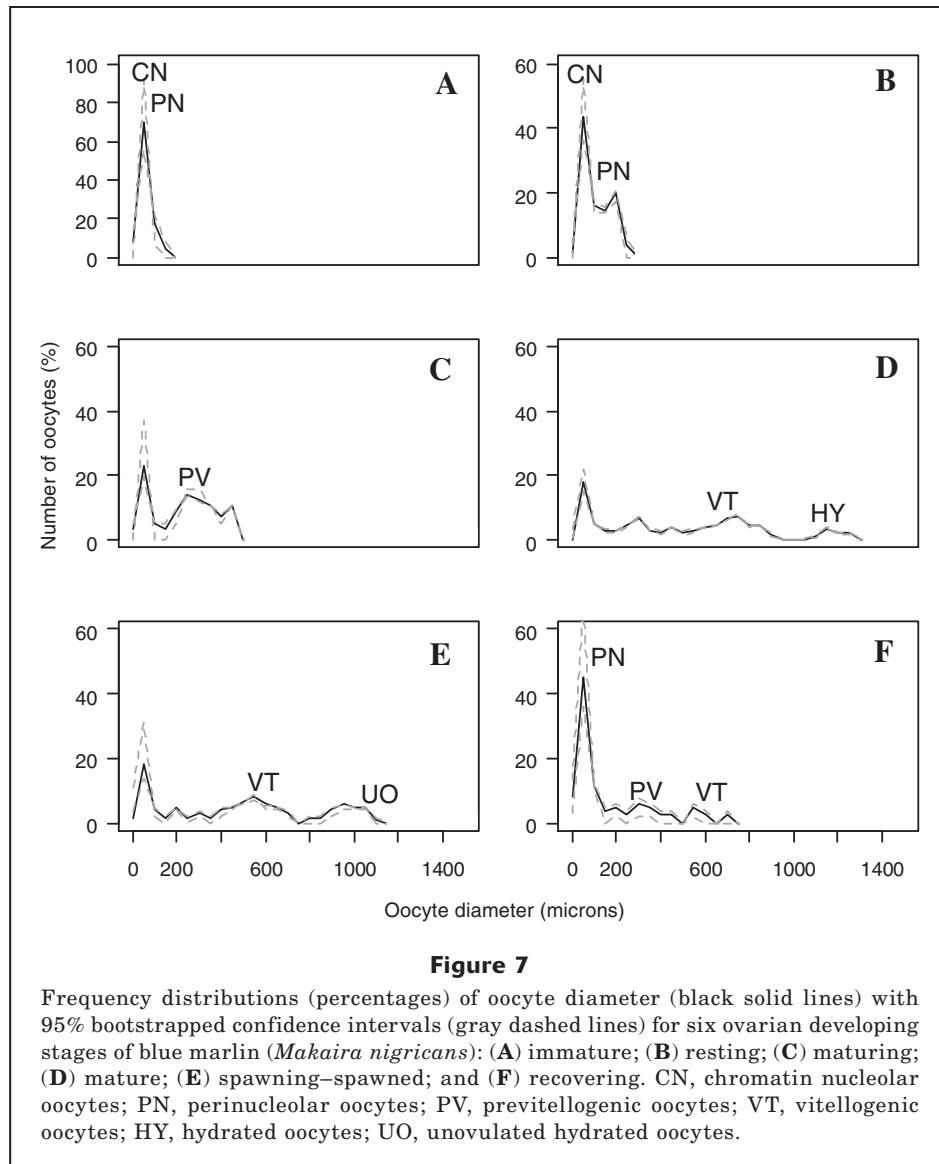 100
80
60
40
20
0
CN
PN
A
60
40
20
0
CN
PN
B
Number of oocytes (%)
60
40
20
0
PV
C
60
40
20
0
VT
HY
D
60
40
20
0
VT
UO
E
0 200 600 1000 1400
60
40
20
0
PN
PV
VT
F
0 200 600 1000 1400
Oocyte diameter (microns)
Figure 7
Frequency distributions (percentages) of oocyte diameter (black solid lines) with
95% bootstrapped confidence intervals (gray dashed lines) for six ovarian developing
stages of blue marlin (Makaira nigricans): (A) immature; (B) resting; (C) maturing;
(D) mature; (E) spawning–spawned; and (F) recovering. CN, chromatin nucleolar
oocytes; PN, perinucleolar oocytes; PV, previtellogenic oocytes; VT, vitellogenic
oocytes; HY, hydrated oocytes; UO, unovulated hydrated oocytes.